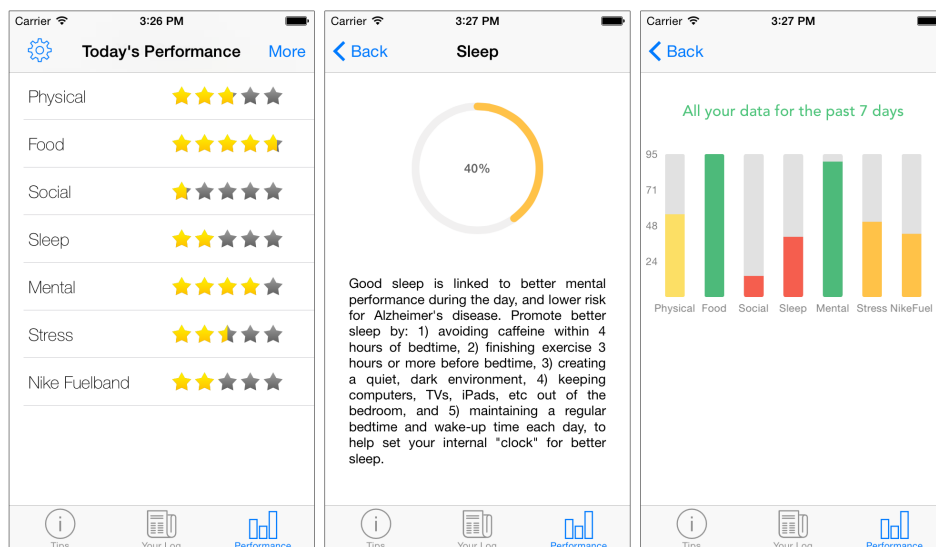 Carrier 3:26 PM
Today's Performance More
Physical
Food
Social
Sleep
Mental
Stress
Nike Fuelband
Tips Your Log Performance
Carrier 3:27 PM
Back Sleep
40%
Good sleep is linked to better mental
performance during the day, and lower risk
for Alzheimer's disease. Promote better
sleep by: 1) avoiding caffeine within 4
hours of bedtime, 2) finishing exercise 3
hours or more before bedtime, 3) creating
a quiet, dark environment, 4) keeping
computers, TVs, iPads, etc out of the
bedroom, and 5) maintaining a regular
bedtime and wake-up time each day, to
help set your internal "clock" for better
sleep.
Tips Your Log Performance
Carrier 3:27 PM
Back
All your data for the past 7 days
95
71
48
24
Physical Food Social Sleep Mental Stress NikeFuel
Tips Your Log Performance